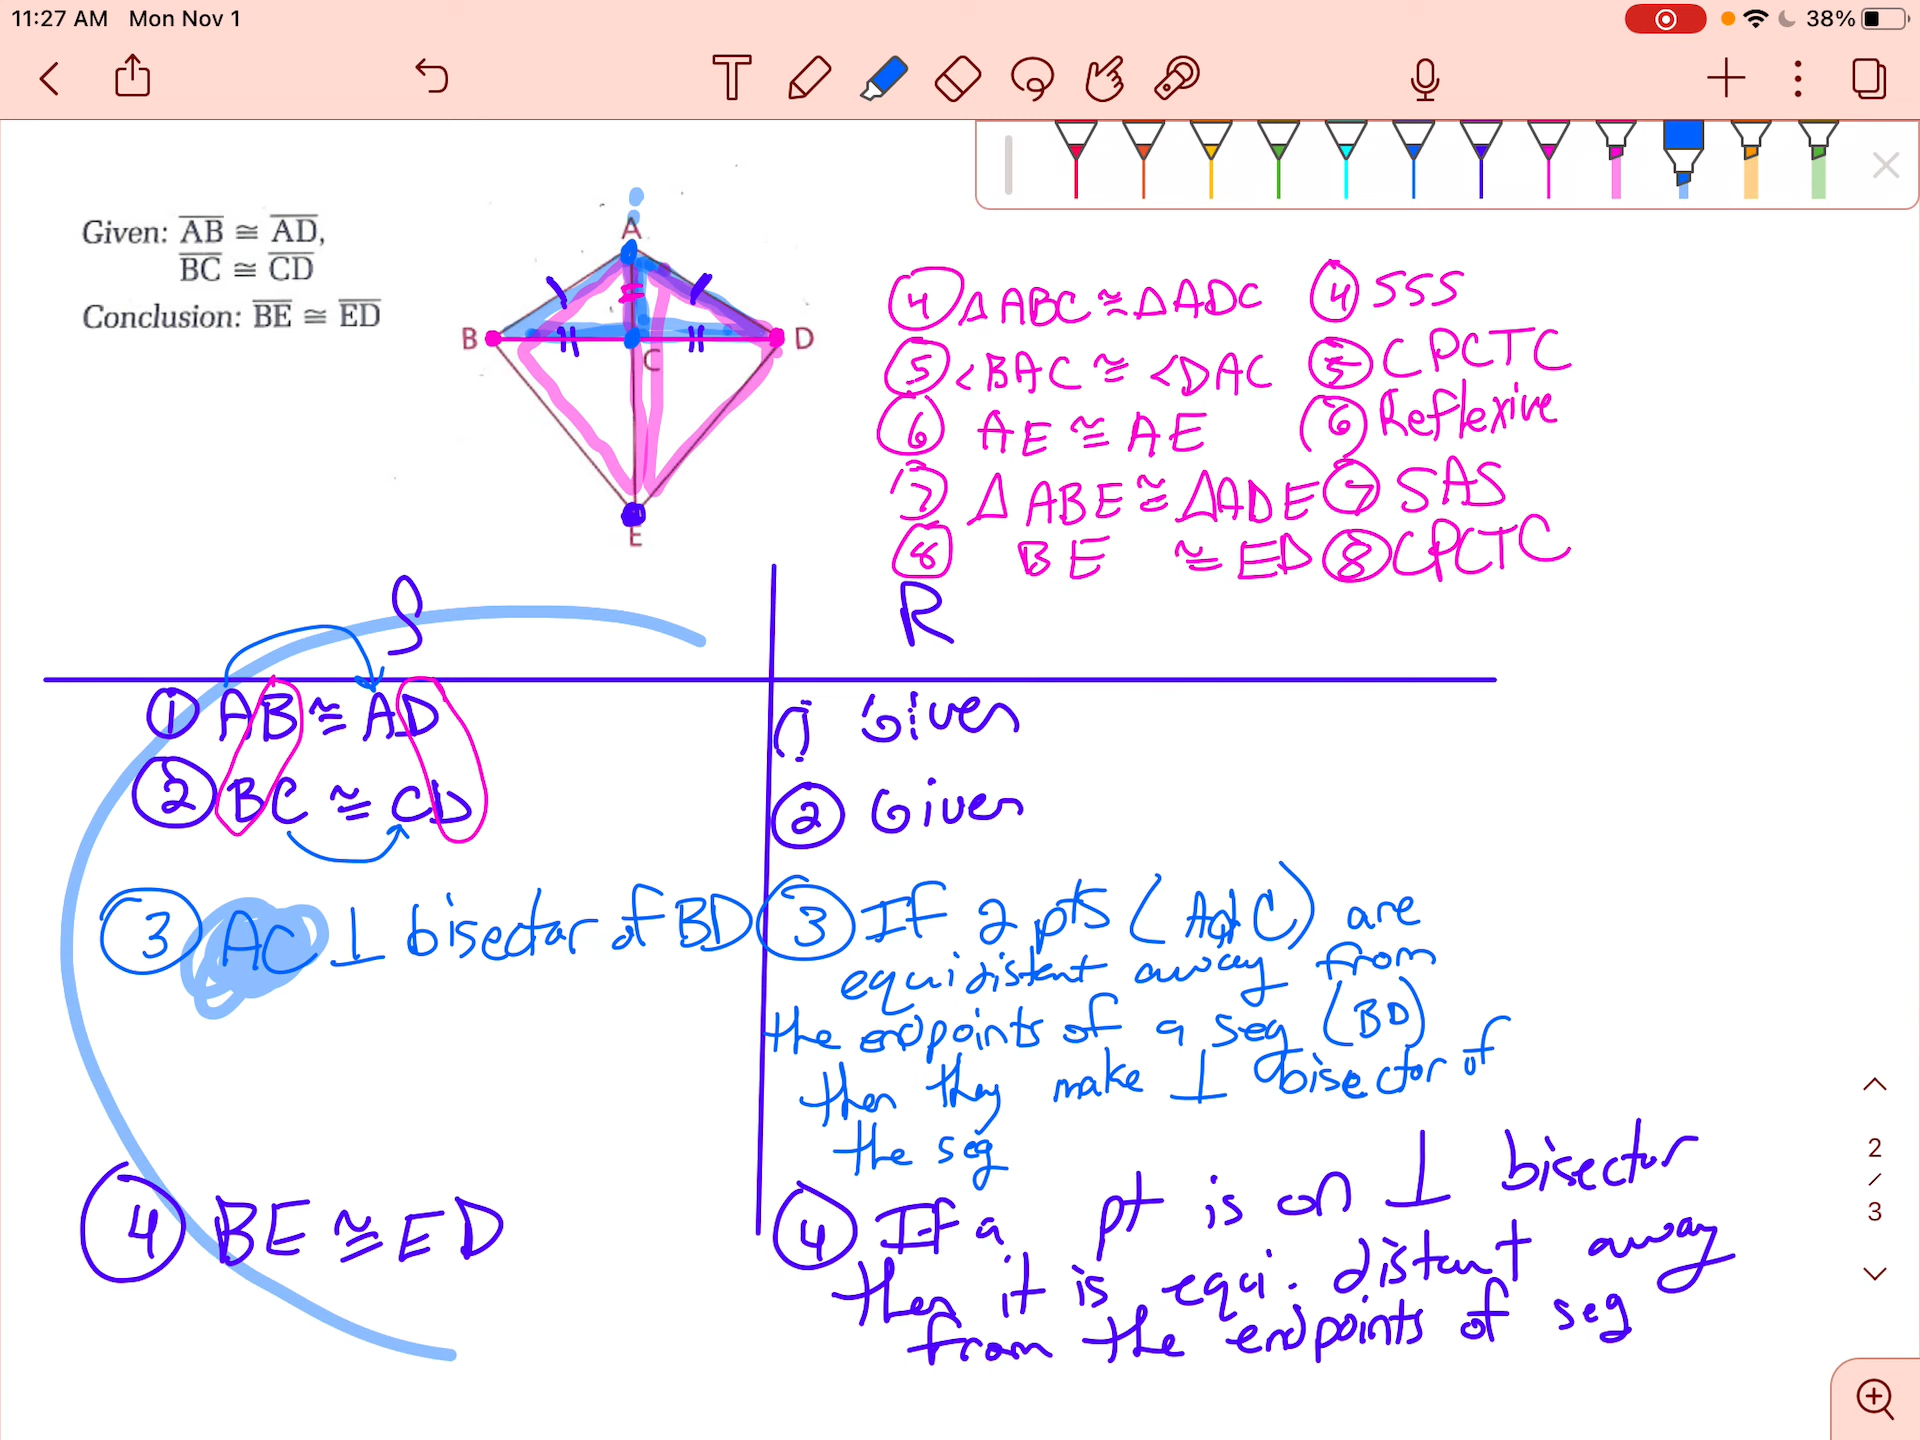 11:27 AM Mon Nov 1
38%
T
Given: AB ≅ AD,
BC ≅ CD
Conclusion: BE ≅ ED
A
B
C
D
E
④ △ABC ≅ △ADC ④ SSS
⑤ <BAC ≅ <DAC ⑤ CPCTC
⑥ AE ≅ AE ⑥ Reflexive
7 △ABE ≅ △ADE ⑦ SAS
⑧ BE ≅ ED ⑧ CPCTC
S
R
① AB ≅ AD
1) Given
② BC ≅ CD
② Given
③ AC ⊥ bisector of BD
③ If 2 pts (A & C) are
equidistent away from
the endpoints of a seg (BD)
then they make ⊥ bisector of
the seg
④ BE ≅ ED
④ If a pt is on ⊥ bisector
then it is equi. distant away
from the endpoints of seg
2
/
3